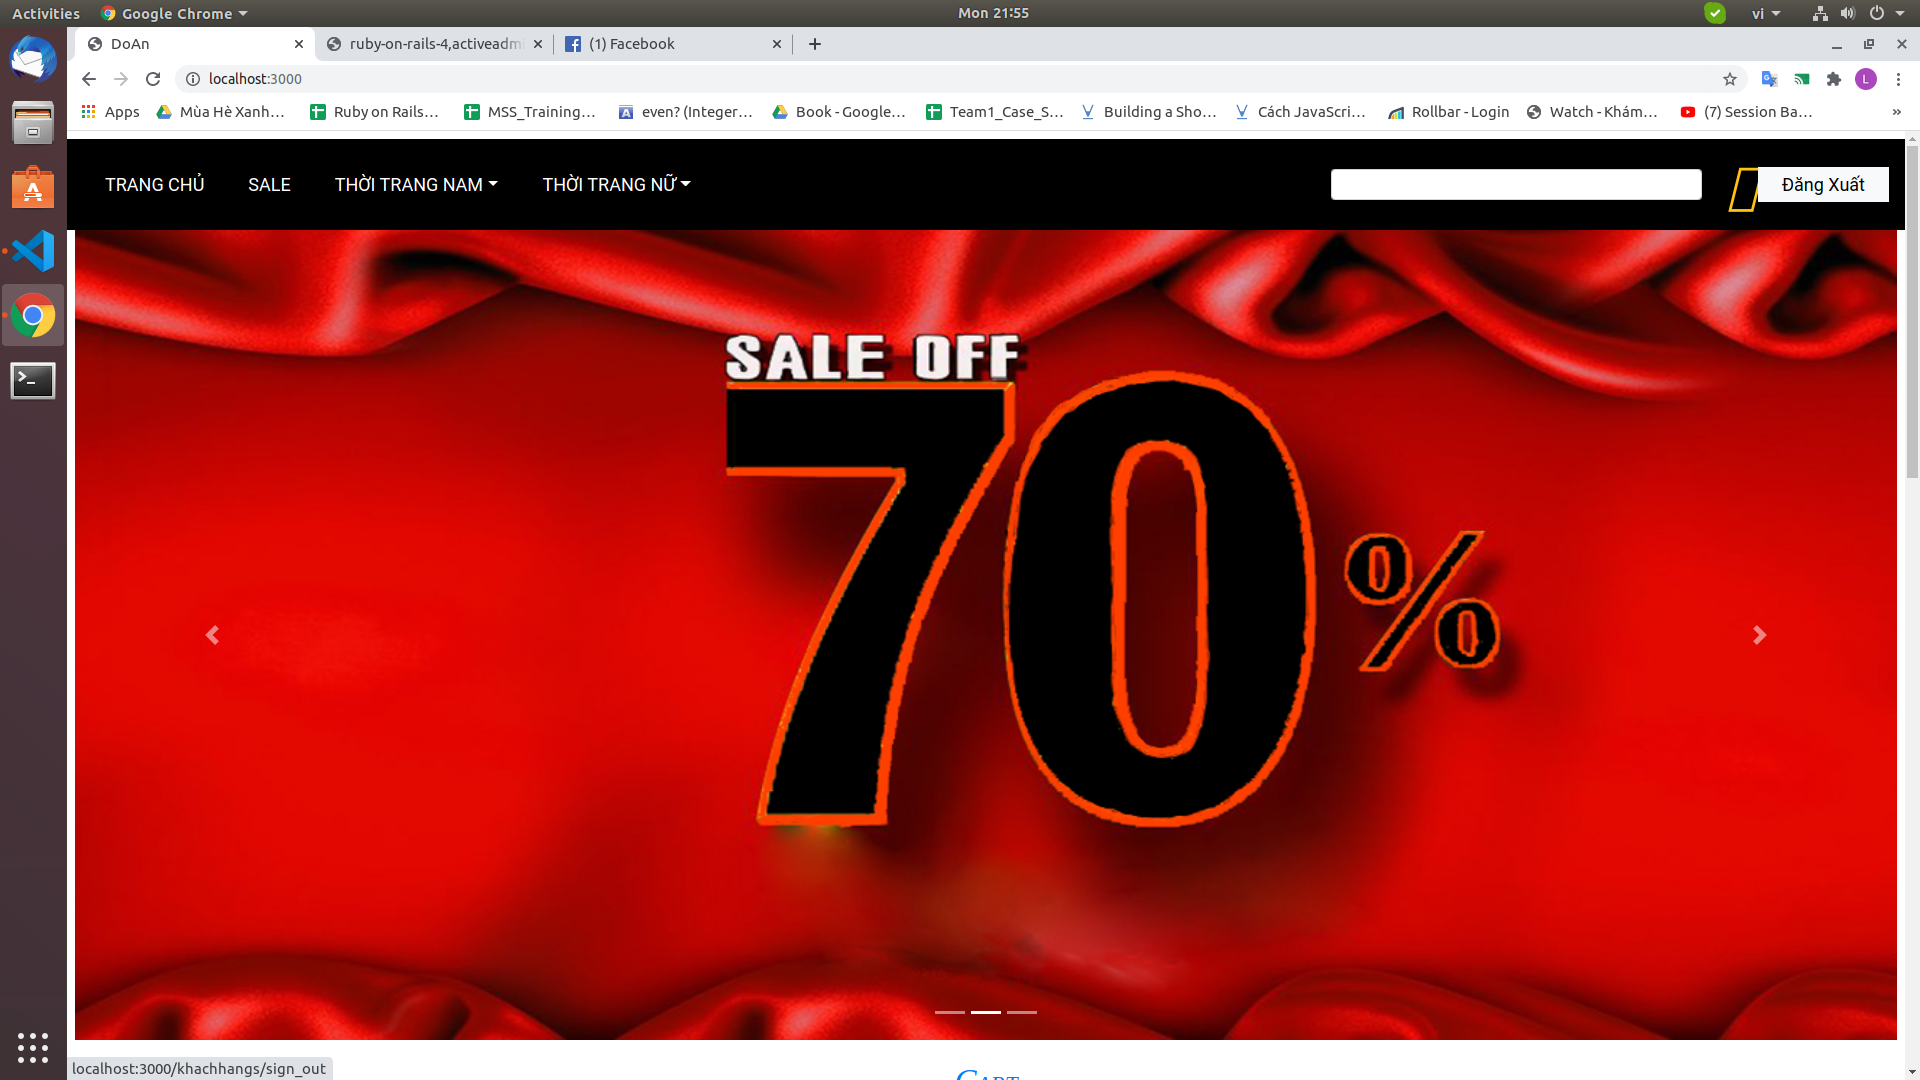 Activities
Google Chrome
Mon 21:55
vi
DoAn
ruby-on-rails-4,activeadmi
(1) Facebook
localhost:3000
L
Apps
Mùa Hè Xanh...
Ruby on Rails...
MSS_Training...
even? (Integer...
Book - Google...
Team1_Case_S...
Building a Sho...
Cách JavaScri...
Rollbar - Login
Watch - Khám...
(7) Session Ba...
»
TRANG CHỦ
SALE
THỜI TRANG NAM
THỜI TRANG NỮ
Đăng Xuất
SALE OFF
70%
localhost:3000/khachhangs/sign_out
CART